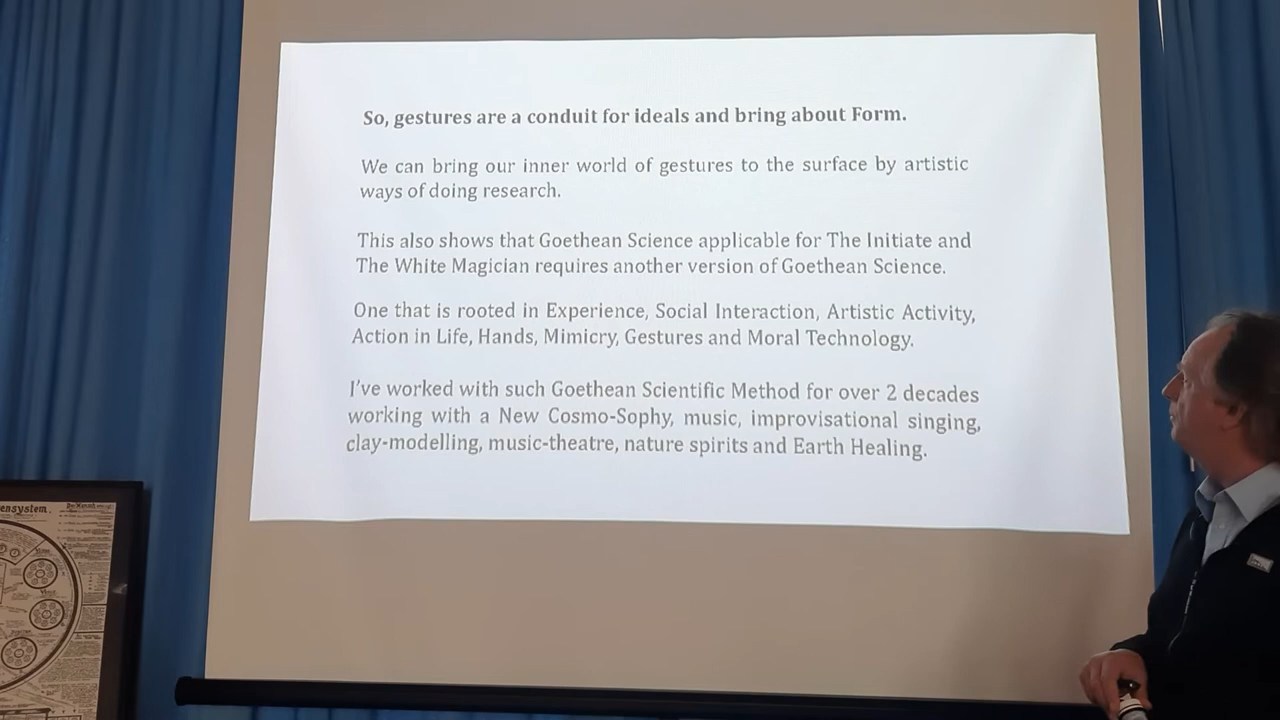 So, gestures are a conduit for ideals and bring about Form.
We can bring our inner world of gestures to the surface by artistic
ways of doing research.
This also shows that Goethean Science applicable for The Initiate and
The White Magician requires another version of Goethean Science.
One that is rooted in Experience, Social Interaction, Artistic Activity,
Action in Life, Hands, Mimicry, Gestures and Moral Technology.
I've worked with such Goethean Scientific Method for over 2 decades
working with a New Cosmo-Sophy, music, improvisational singing,
clay-modelling, music-theatre, nature spirits and Earth Healing.
ensystem.